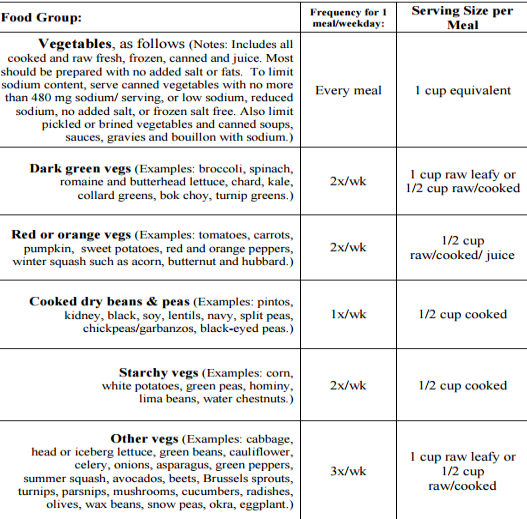 Food Group:
Frequency for 1
meal/weekday:
Serving Size per
Meal
Vegetables, as follows (Notes: Includes all
cooked and raw fresh, frozen, canned and juice. Most
should be prepared with no added salt or fats. To limit
sodium content, serve canned vegetables with no more
than 480 mg sodium/ serving, or low sodium, reduced
sodium, no added salt, or frozen salt free. Also limit
pickled or brined vegetables and canned soups,
sauces, gravies and bouillon with sodium.)
Every meal
1 cup equivalent
Dark green vegs (Examples: broccoli, spinach,
romaine and butterhead lettuce, chard, kale,
collard greens, bok choy, turnip greens.)
2x/wk
1 cup raw leafy or
1/2 cup raw/cooked
Red or orange vegs (Examples: tomatoes, carrots,
pumpkin, sweet potatoes, red and orange peppers,
winter squash such as acorn, butternut and hubbard.)
2x/wk
1/2 cup
raw/cooked/ juice
Cooked dry beans & peas (Examples: pintos,
kidney, black, soy, lentils, navy, split peas,
chickpeas/garbanzos, black-eyed peas.)
1x/wk
1/2 cup cooked
Starchy vegs (Examples: corn,
white potatoes, green peas, hominy,
lima beans, water chestnuts.)
2x/wk
1/2 cup cooked
Other vegs (Examples: cabbage,
head or iceberg lettuce, green beans, cauliflower,
celery, onions, asparagus, green peppers,
summer squash, avocados, beets, Brussels sprouts,
turnips, parsnips, mushrooms, cucumbers, radishes,
olives, wax beans, snow peas, okra, eggplant.)
3x/wk
1 cup raw leafy or
1/2 cup
raw/cooked